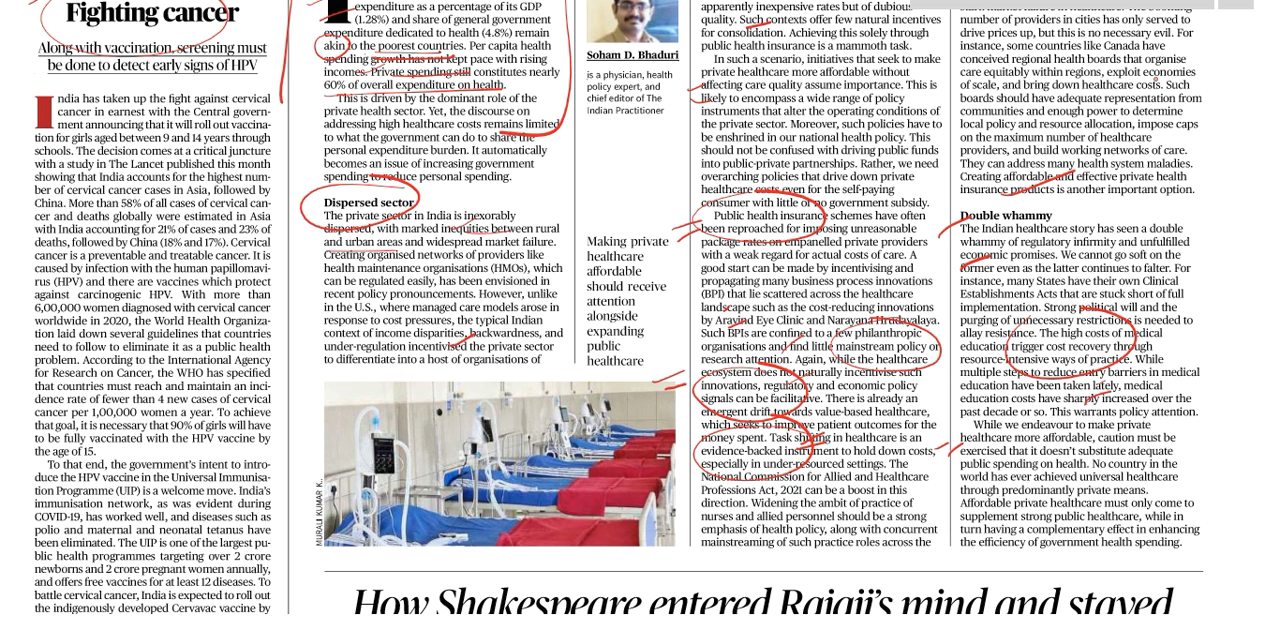 Fighting cancer
Along with vaccination, screening must
be done to detect early signs of HPV
India has taken up the fight against cervical
cancer in earnest with the Central govern-
ment announcing that it will roll out vaccina-
tion for girls aged between 9 and 14 years through
schools. The decision comes at a critical juncture
with a study in The Lancet published this month
showing that India accounts for the highest num-
ber of cervical cancer cases in Asia, followed by
China. More than 58% of all cases of cervical can-
cer and deaths globally were estimated in Asia
with India accounting for 21% of cases and 23% of
deaths, followed by China (18% and 17%). Cervical
cancer is a preventable and treatable cancer. It is
caused by infection with the human papillomavi-
rus (HPV) and there are vaccines which protect
against carcinogenic HPV. With more than
6,00,000 women diagnosed with cervical cancer
worldwide in 2020, the World Health Organiza-
tion laid down several guidelines that countries
need to follow to eliminate it as a public health
problem. According to the International Agency
for Research on Cancer, the WHO has specified
that countries must reach and maintain an inci-
dence rate of fewer than 4 new cases of cervical
cancer per 1,00,000 women a year. To achieve
that goal, it is necessary that 90% of girls will have
to be fully vaccinated with the HPV vaccine by
the age of 15.
To that end, the government's intent to intro-
duce the HPV vaccine in the Universal Immunisa-
tion Programme (UIP) is a welcome move. India's
immunisation network, as was evident during
COVID-19, has worked well, and diseases such as
polio and maternal and neonatal tetanus have
been eliminated. The UIP is one of the largest pu-
blic health programmes targeting over 2 crore
newborns and 2 crore pregnant women annually,
and offers free vaccines for at least 12 diseases. To
battle cervical cancer, India is expected to roll out
the indigenously developed Cervavac vaccine by
expenditure as a percentage of its GDP
(1.28%) and share of general government
expenditure dedicated to health (4.8%) remain
akin to the poorest countries. Per capita health
spending growth has not kept pace with rising
incomes. Private spending still constitutes nearly
60% of overall expenditure on health.
This is driven by the dominant role of the
private health sector. Yet, the discourse on
addressing high healthcare costs remains limited
to what the government can do to share the
personal expenditure burden. It automatically
becomes an issue of increasing government
spending to reduce personal spending.
Dispersed sector
The private sector in India is inexorably
dispersed, with marked inequities between rural
and urban areas and widespread market failure.
Creating organised networks of providers like
health maintenance organisations (HMOs), which
can be regulated easily, has been envisioned in
recent policy pronouncements. However, unlike
in the U.S., where managed care models arose in
response to cost pressures, the typical Indian
context of income disparities, backwardness, and
under-regulation incentivised the private sector
to differentiate into a host of organisations of
Soham D. Bhaduri
is a physician, health
policy expert, and
chief editor of The
Indian Practitioner
Making private
healthcare
affordable
should receive
attention
alongside
expanding
public
healthcare
MURALI KUMAR K.
apparently inexpensive rates but of dubious
quality. Such contexts offer few natural incentives
for consolidation. Achieving this solely through
public health insurance is a mammoth task.
In such a scenario, initiatives that seek to make
private healthcare more affordable without
affecting care quality assume importance. This is
likely to encompass a wide range of policy
instruments that alter the operating conditions of
the private sector. Moreover, such policies have to
be enshrined in our national health policy. This
should not be confused with driving public funds
into public-private partnerships. Rather, we need
overarching policies that drive down private
healthcare costs even for the self-paying
consumer with little or no government subsidy.
Public health insurance schemes have often
been reproached for imposing unreasonable
package rates on empanelled private providers
with a weak regard for actual costs of care. A
good start can be made by incentivising and
propagating many business process innovations
(BPI) that lie scattered across the healthcare
landscape such as the cost-reducing innovations
by Aravind Eye Clinic and Narayana Hrudayalaya.
Such BPIs are confined to a few philanthropic
organisations and find little mainstream policy or
research attention. Again, while the healthcare
ecosystem does not naturally incentivise such
innovations, regulatory and economic policy
signals can be facilitative. There is already an
emergent drift towards value-based healthcare,
which seeks to improve patient outcomes for the
money spent. Task shifting in healthcare is an
evidence-backed instrument to hold down costs,
especially in under-resourced settings. The
National Commission for Allied and Healthcare
Professions Act, 2021 can be a boost in this
direction. Widening the ambit of practice of
nurses and allied personnel should be a strong
emphasis of health policy, along with concurrent
mainstreaming of such practice roles across the
number of providers in cities has only served to
drive prices up, but this is no necessary evil. For
instance, some countries like Canada have
conceived regional health boards that organise
care equitably within regions, exploit economies
of scale, and bring down healthcare costs. Such
boards should have adequate representation from
communities and enough power to determine
local policy and resource allocation, impose caps
on the maximum number of healthcare
providers, and build working networks of care.
They can address many health system maladies.
Creating affordable and effective private health
insurance products is another important option.
Double whammy
The Indian healthcare story has seen a double
whammy of regulatory infirmity and unfulfilled
economic promises. We cannot go soft on the
former even as the latter continues to falter. For
instance, many States have their own Clinical
Establishments Acts that are stuck short of full
implementation. Strong political will and the
purging of unnecessary restrictions is needed to
allay resistance. The high costs of medical
education trigger cost recovery through
resource-intensive ways of practice. While
multiple steps to reduce entry barriers in medical
education have been taken lately, medical
education costs have sharply increased over the
past decade or so. This warrants policy attention.
While we endeavour to make private
healthcare more affordable, caution must be
exercised that it doesn't substitute adequate
public spending on health. No country in the
world has ever achieved universal healthcare
through predominantly private means.
Affordable private healthcare must only come to
supplement strong public healthcare, while in
turn having a complementary effect in enhancing
the efficiency of government health spending.
How Shakespeare entered Rajaji's mind and stayed